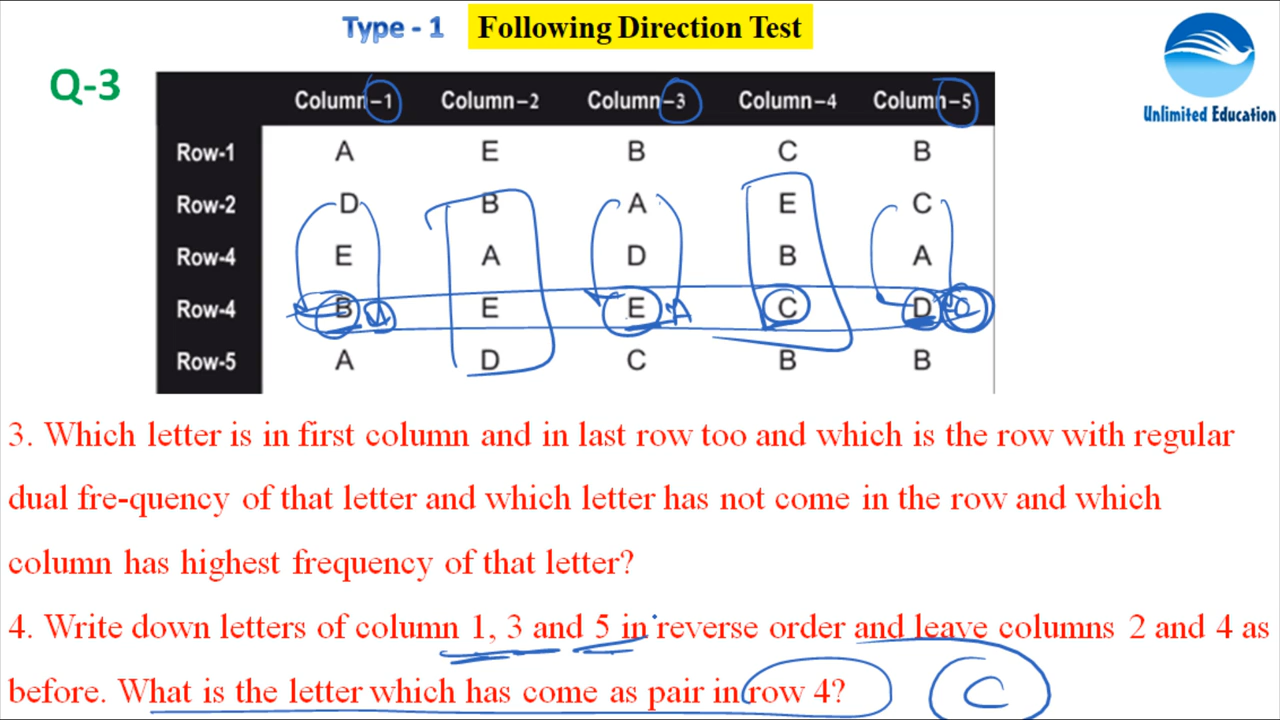 Type - 1 Following Direction Test
Unlimited Education
Q-3
Column-1 Column-2 Column-3 Column-4 Column-5
Row-1 A E B C B
Row-2 D B A E C
Row-4 E A D B A
Row-4 B E E A C D
Row-5 A D C B B
3. Which letter is in first column and in last row too and which is the row with regular
dual fre-quency of that letter and which letter has not come in the row and which
column has highest frequency of that letter?
4. Write down letters of column 1, 3 and 5 in reverse order and leave columns 2 and 4 as
before. What is the letter which has come as pair in row 4?
C